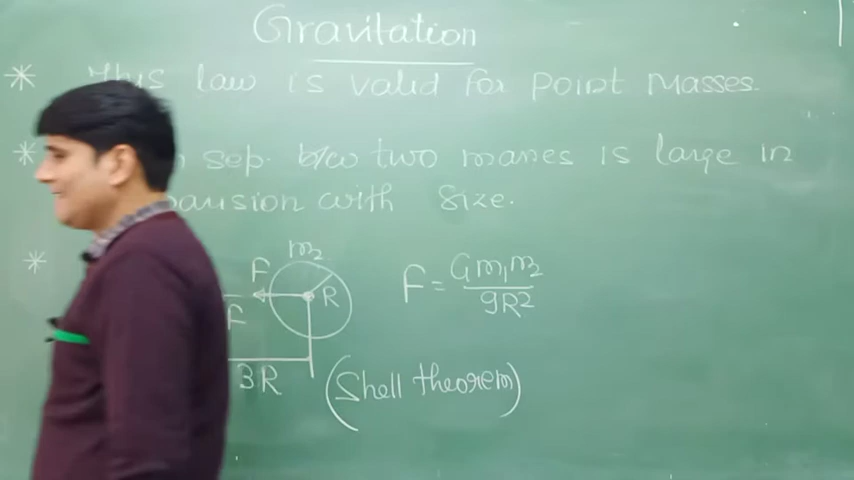 Gravitation
* This law is valid for Point Masses.
* sep. b/w two masses is large in
pansion with Size.
*
m2
F
R
F
3R
F = Gm1m2
9R2
(Shell theorem)